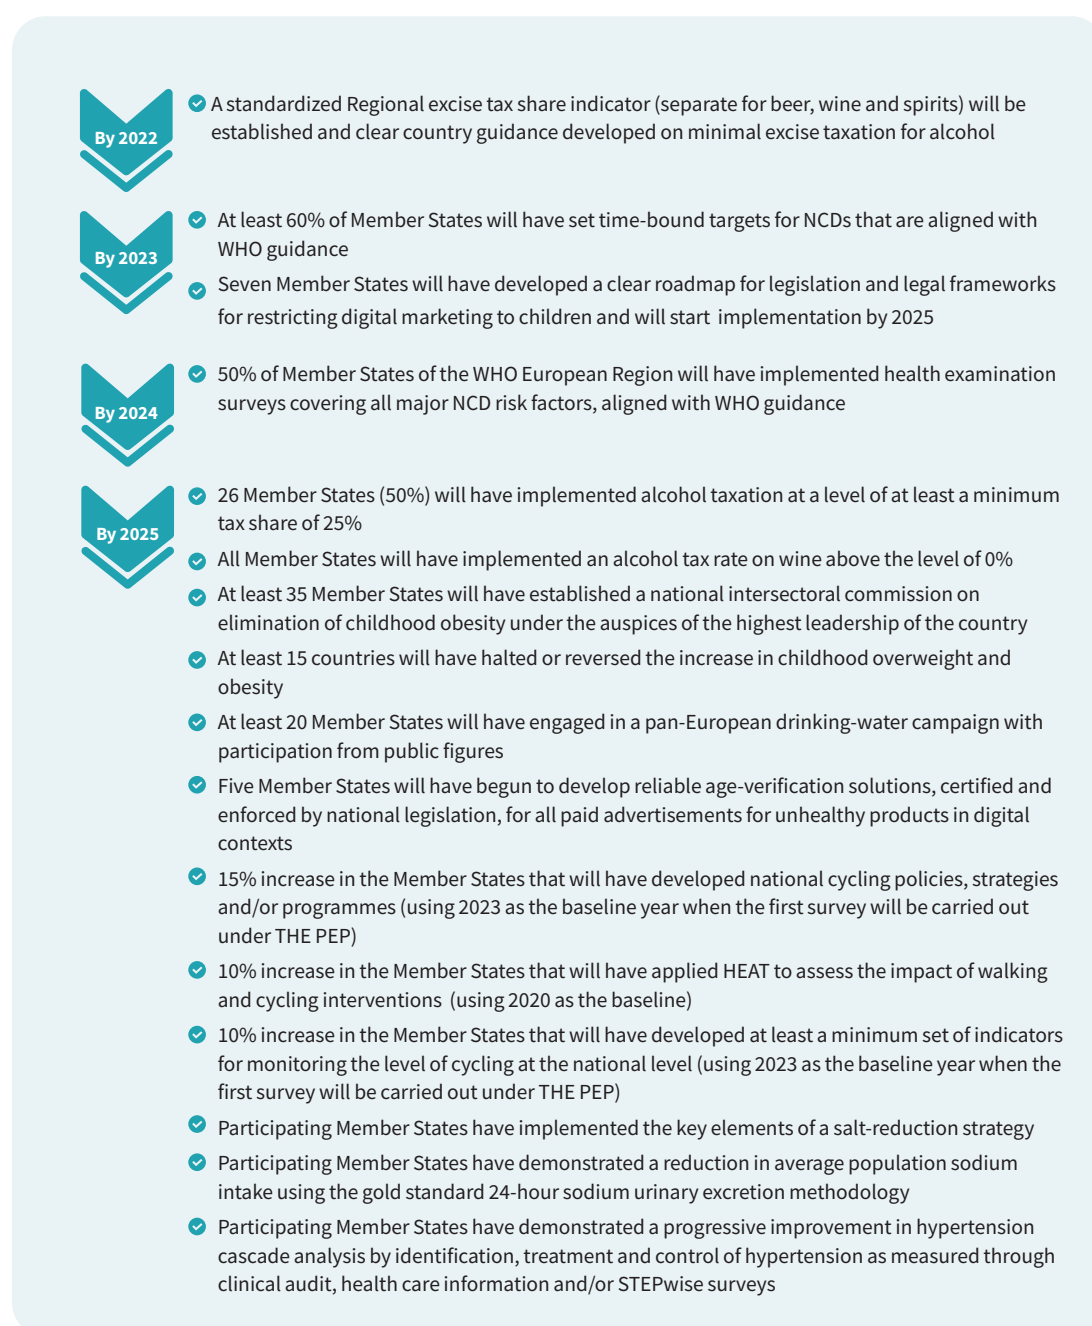 By 2022
A standardized Regional excise tax share indicator (separate for beer, wine and spirits) will be
established and clear country guidance developed on minimal excise taxation for alcohol
By 2023
At least 60% of Member States will have set time-bound targets for NCDs that are aligned with
WHO guidance
Seven Member States will have developed a clear roadmap for legislation and legal frameworks
for restricting digital marketing to children and will start implementation by 2025
By 2024
50% of Member States of the WHO European Region will have implemented health examination
surveys covering all major NCD risk factors, aligned with WHO guidance
By 2025
26 Member States (50%) will have implemented alcohol taxation at a level of at least a minimum
tax share of 25%
All Member States will have implemented an alcohol tax rate on wine above the level of 0%
At least 35 Member States will have established a national intersectoral commission on
elimination of childhood obesity under the auspices of the highest leadership of the country
At least 15 countries will have halted or reversed the increase in childhood overweight and
obesity
At least 20 Member States will have engaged in a pan-European drinking-water campaign with
participation from public figures
Five Member States will have begun to develop reliable age-verification solutions, certified and
enforced by national legislation, for all paid advertisements for unhealthy products in digital
contexts
15% increase in the Member States that will have developed national cycling policies, strategies
and/or programmes (using 2023 as the baseline year when the first survey will be carried out
under THE PEP)
10% increase in the Member States that will have applied HEAT to assess the impact of walking
and cycling interventions (using 2020 as the baseline)
10% increase in the Member States that will have developed at least a minimum set of indicators
for monitoring the level of cycling at the national level (using 2023 as the baseline year when the
first survey will be carried out under THE PEP)
Participating Member States have implemented the key elements of a salt-reduction strategy
Participating Member States have demonstrated a reduction in average population sodium
intake using the gold standard 24-hour sodium urinary excretion methodology
Participating Member States have demonstrated a progressive improvement in hypertension
cascade analysis by identification, treatment and control of hypertension as measured through
clinical audit, health care information and/or STEPwise surveys